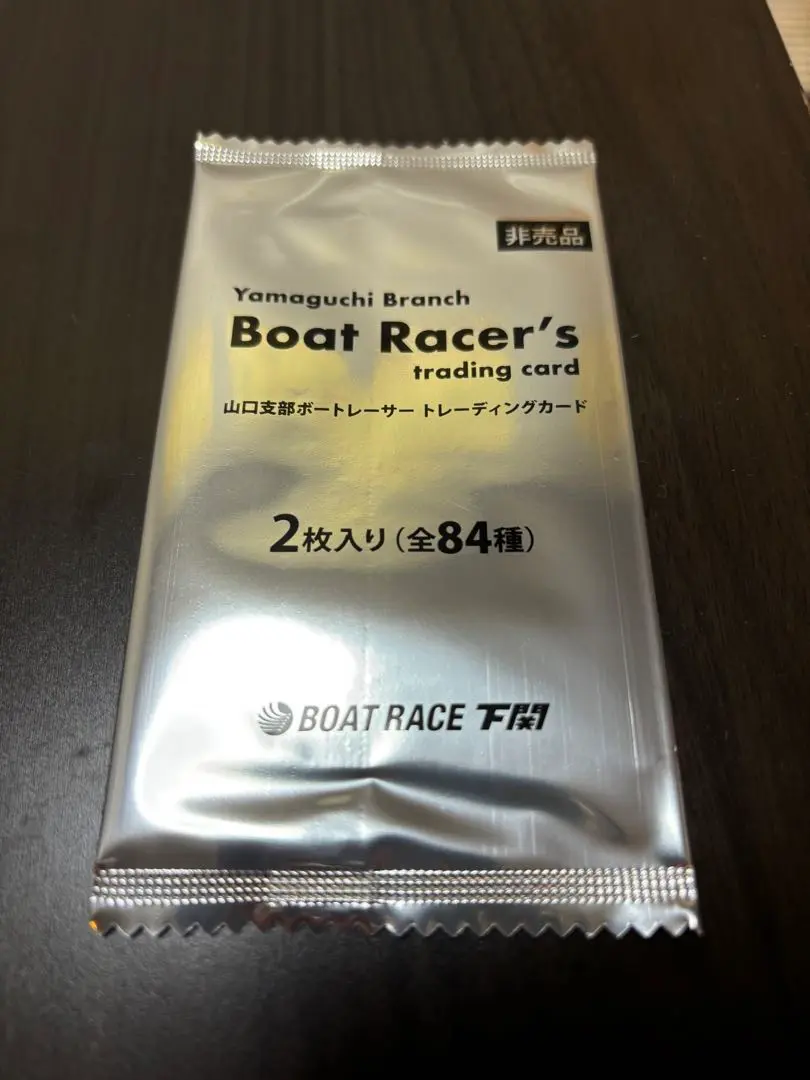 非売品
Yamaguchi Branch
Boat Racer's
trading card
山口支部ボートレーサー トレーディングカード
2枚入り(全84種)
BOAT RACE 下関